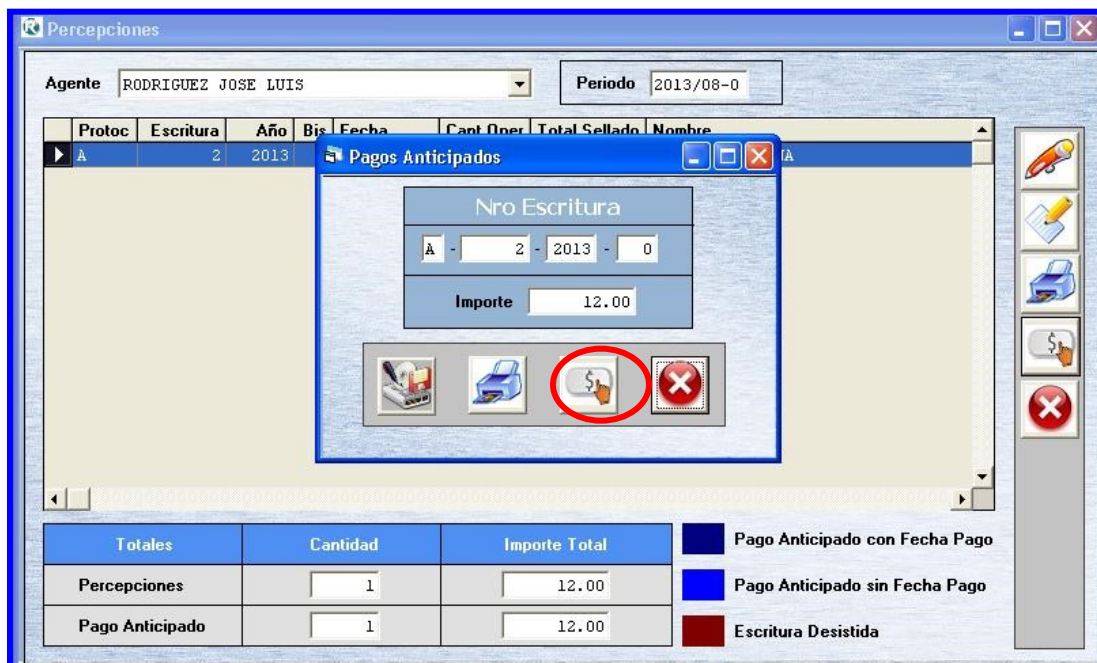 Percepciones
Agente RODRIGUEZ JOSE LUIS Periodo 2013/08-0
Protoc Escritura Año Bis Fecha Cant Oper Total Sellado Nombre
A 2 2013
Pagos Anticipados
Nro Escritura
A - 2 - 2013 - 0
Importe 12.00
Totales Cantidad Importe Total
Percepciones 1 12.00
Pago Anticipado 1 12.00
Pago Anticipado con Fecha Pago
Pago Anticipado sin Fecha Pago
Escritura Desistida